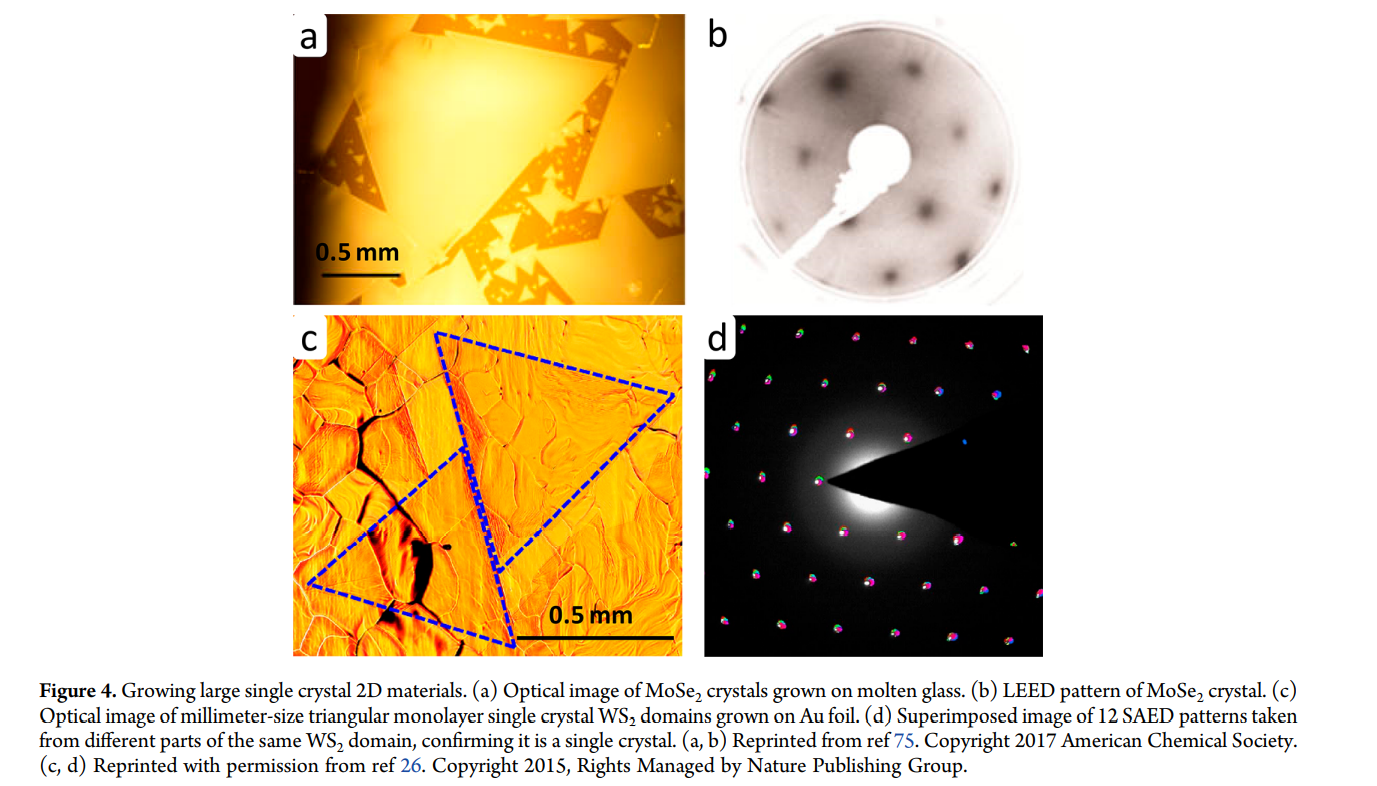 a
b
0.5 mm
c
d
0.5 mm
Figure 4. Growing large single crystal 2D materials. (a) Optical image of MoSe₂ crystals grown on molten glass. (b) LEED pattern of MoSe₂ crystal. (c)
Optical image of millimeter-size triangular monolayer single crystal WS₂ domains grown on Au foil. (d) Superimposed image of 12 SAED patterns taken
from different parts of the same WS₂ domain, confirming it is a single crystal. (a, b) Reprinted from ref 75. Copyright 2017 American Chemical Society.
(c, d) Reprinted with permission from ref 26. Copyright 2015, Rights Managed by Nature Publishing Group.